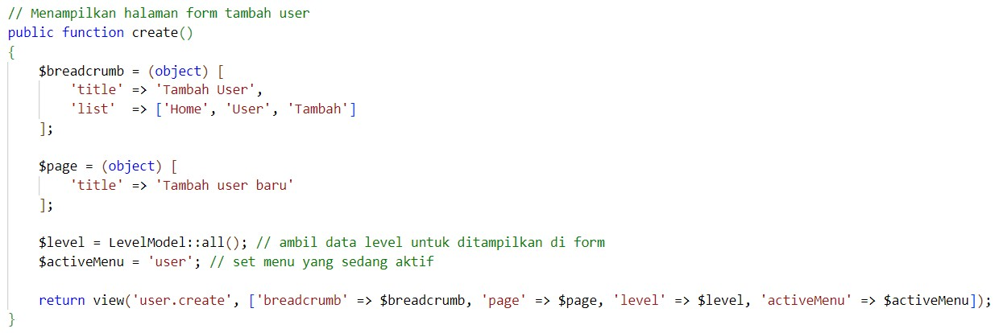 // Menampilkan halaman form tambah user
public function create()
{
    $breadcrumb = (object) [
        'title' => 'Tambah User',
        'list'  => ['Home', 'User', 'Tambah']
    ];

    $page = (object) [
        'title' => 'Tambah user baru'
    ];

    $level = LevelModel::all(); // ambil data level untuk ditampilkan di form
    $activeMenu = 'user'; // set menu yang sedang aktif

    return view('user.create', ['breadcrumb' => $breadcrumb, 'page' => $page, 'level' => $level, 'activeMenu' => $activeMenu]);
}